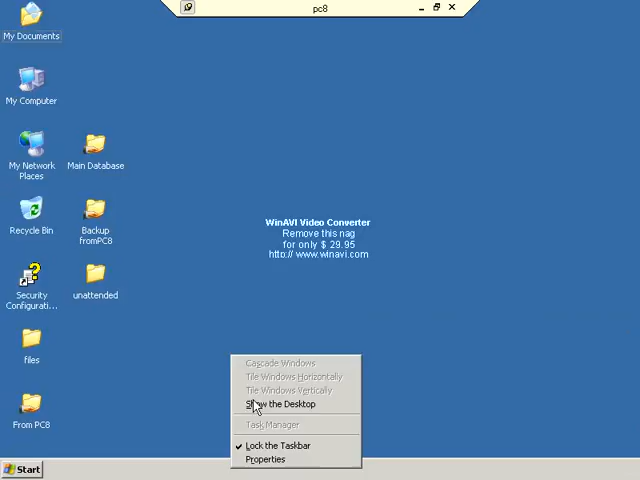 pc8
My Documents
My Computer
My Network
Places
Main Database
Recycle Bin
Backup
fromPC8
Security
Configurati...
unattended
files
From PC8
WinAVI Video Converter
Remove this nag
for only $ 29.95
http:// www.winavi.com
Cascade Windows
Tile Windows Horizontally
Tile Windows Vertically
Show the Desktop
Task Manager
Lock the Taskbar
Properties
Start